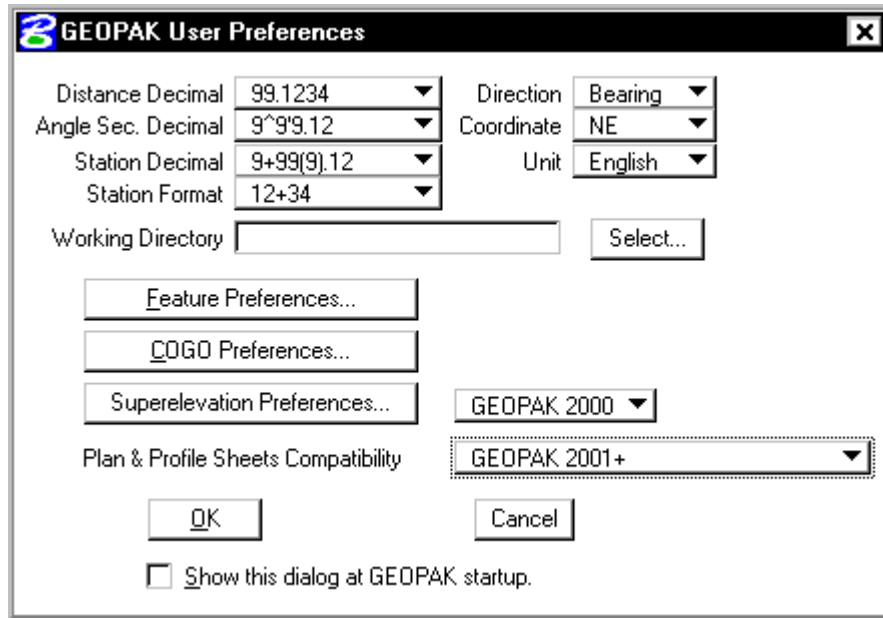 GEOPAK User Preferences
Distance Decimal 99.1234 Direction Bearing
Angle Sec. Decimal 9^9'9.12 Coordinate NE
Station Decimal 9+99(9).12 Unit English
Station Format 12+34
Working Directory Select...
Feature Preferences...
COGO Preferences...
Superelevation Preferences... GEOPAK 2000
Plan & Profile Sheets Compatibility GEOPAK 2001+
OK Cancel
Show this dialog at GEOPAK startup.